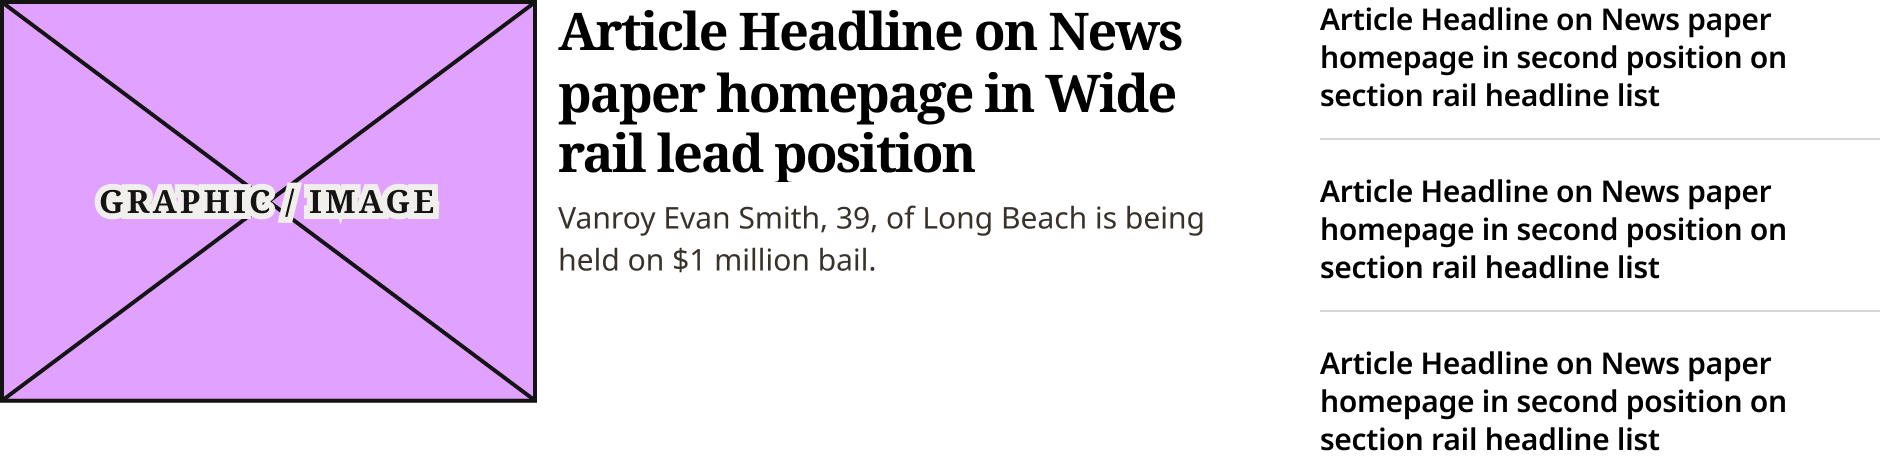 GRAPHIC / IMAGE
Article Headline on News
paper homepage in Wide
rail lead position
Vanroy Evan Smith, 39, of Long Beach is being
held on $1 million bail.
Article Headline on News paper
homepage in second position on
section rail headline list
Article Headline on News paper
homepage in second position on
section rail headline list
Article Headline on News paper
homepage in second position on
section rail headline list